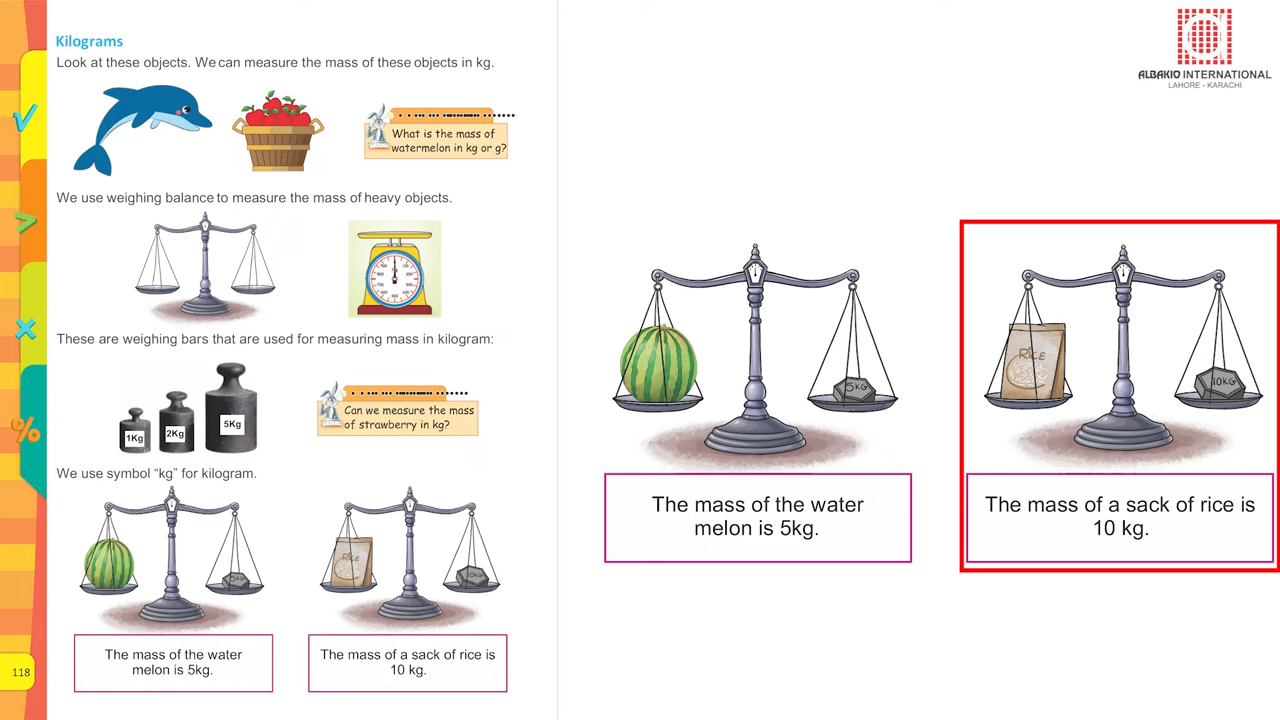 Kilograms
Look at these objects. We can measure the mass of these objects in kg.
What is the mass of
watermelon in kg or g?
We use weighing balance to measure the mass of heavy objects.
These are weighing bars that are used for measuring mass in kilogram:
1Kg
2Kg
5Kg
Can we measure the mass
of strawberry in kg?
We use symbol “kg” for kilogram.
5KG
RICE
10KG
The mass of the water
melon is 5kg.
The mass of a sack of rice is
10 kg.
118
ALBAKIO INTERNATIONAL
LAHORE - KARACHI
5KG
RICE
10KG
The mass of the water
melon is 5kg.
The mass of a sack of rice is
10 kg.